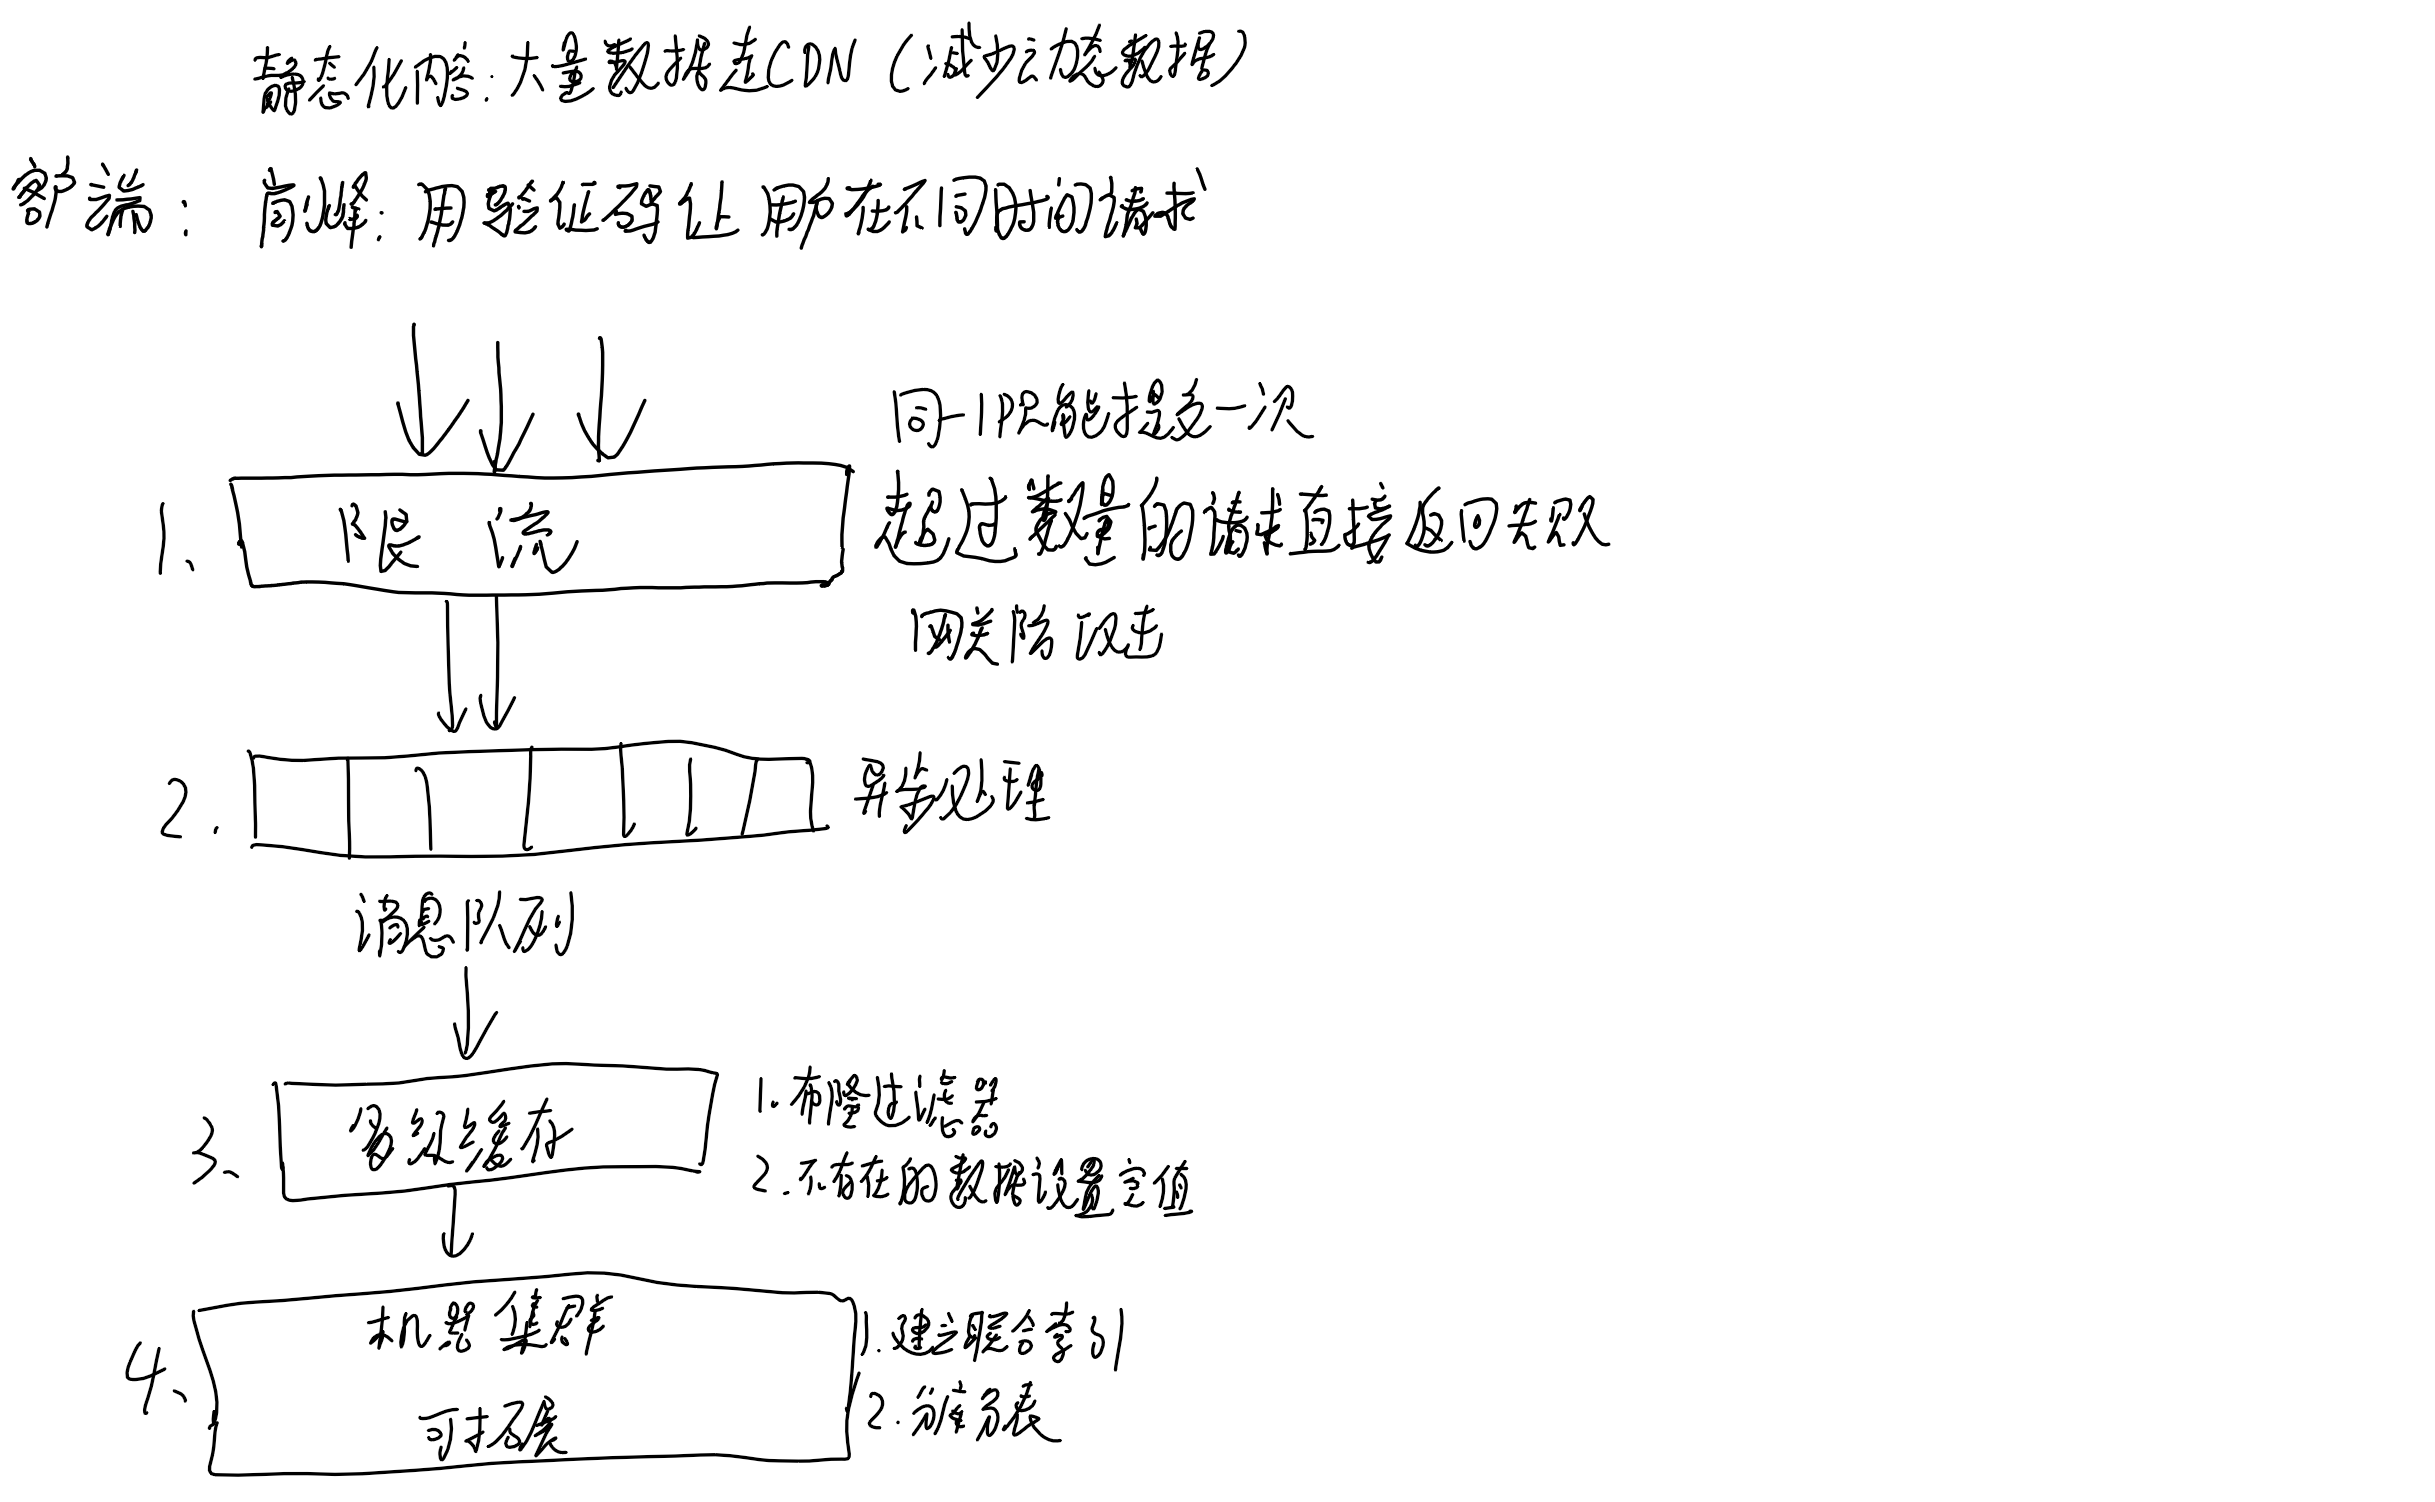 静态化内容：大量数据走CDN（减少无效数据）
客户端：
削峰：用验证码等让用户在不同时间请求
同一IP只能提交一次
1、
限流
超过数量的请求直接返回失败
网关防攻击
2.
异步处理
消息队列
3、
多级缓存
1.布隆过滤器
2.不存在的数据设置空值
4、
机器集群
可拓展
1.建立联合索引
2.分库分表